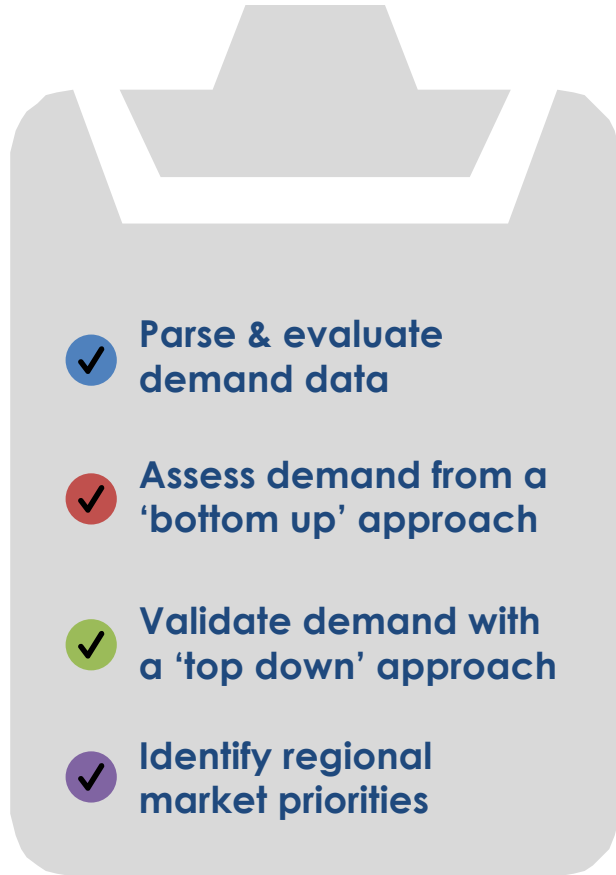 Parse & evaluate
demand data
Assess demand from a
‘bottom up’ approach
Validate demand with
a ‘top down’ approach
Identify regional
market priorities